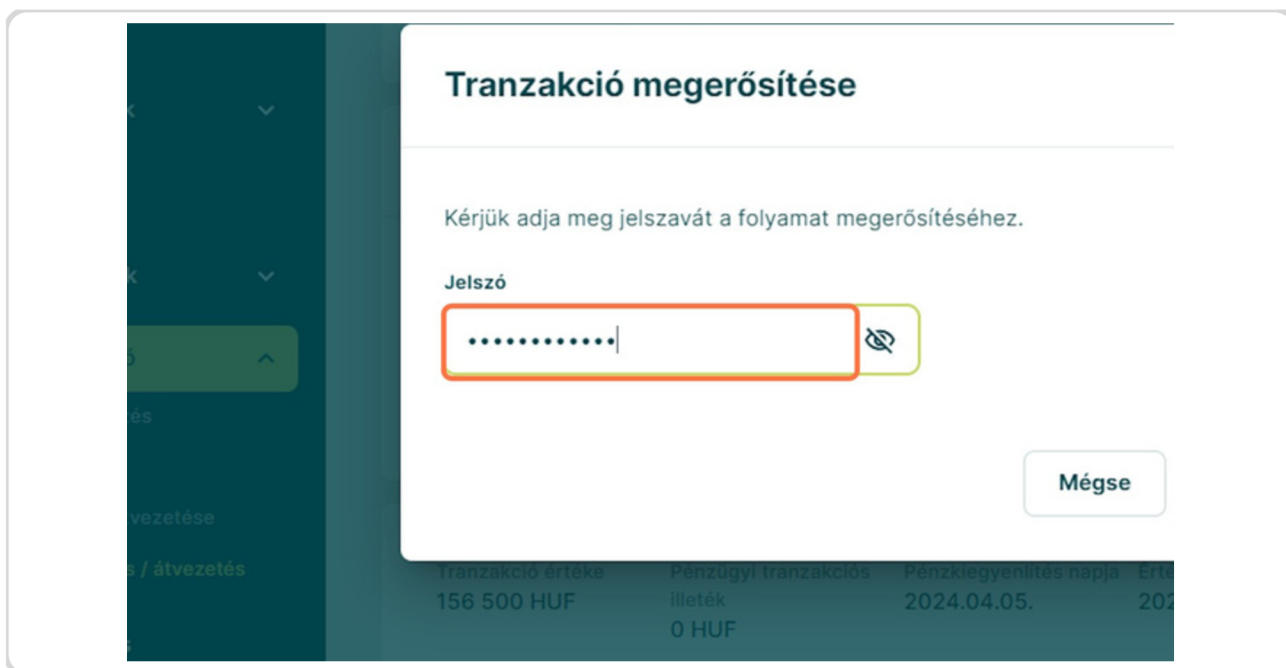 Tranzakció megerősítése
Kérjük adja meg jelszavát a folyamat megerősítéséhez.
Jelszó
••••••••••••
Mégse
s / átvezetés
Tranzakció értéke
156 500 HUF
Pénzügyi tranzakciós
illeték
0 HUF
Pénzkiegyenlítés napja
2024.04.05.